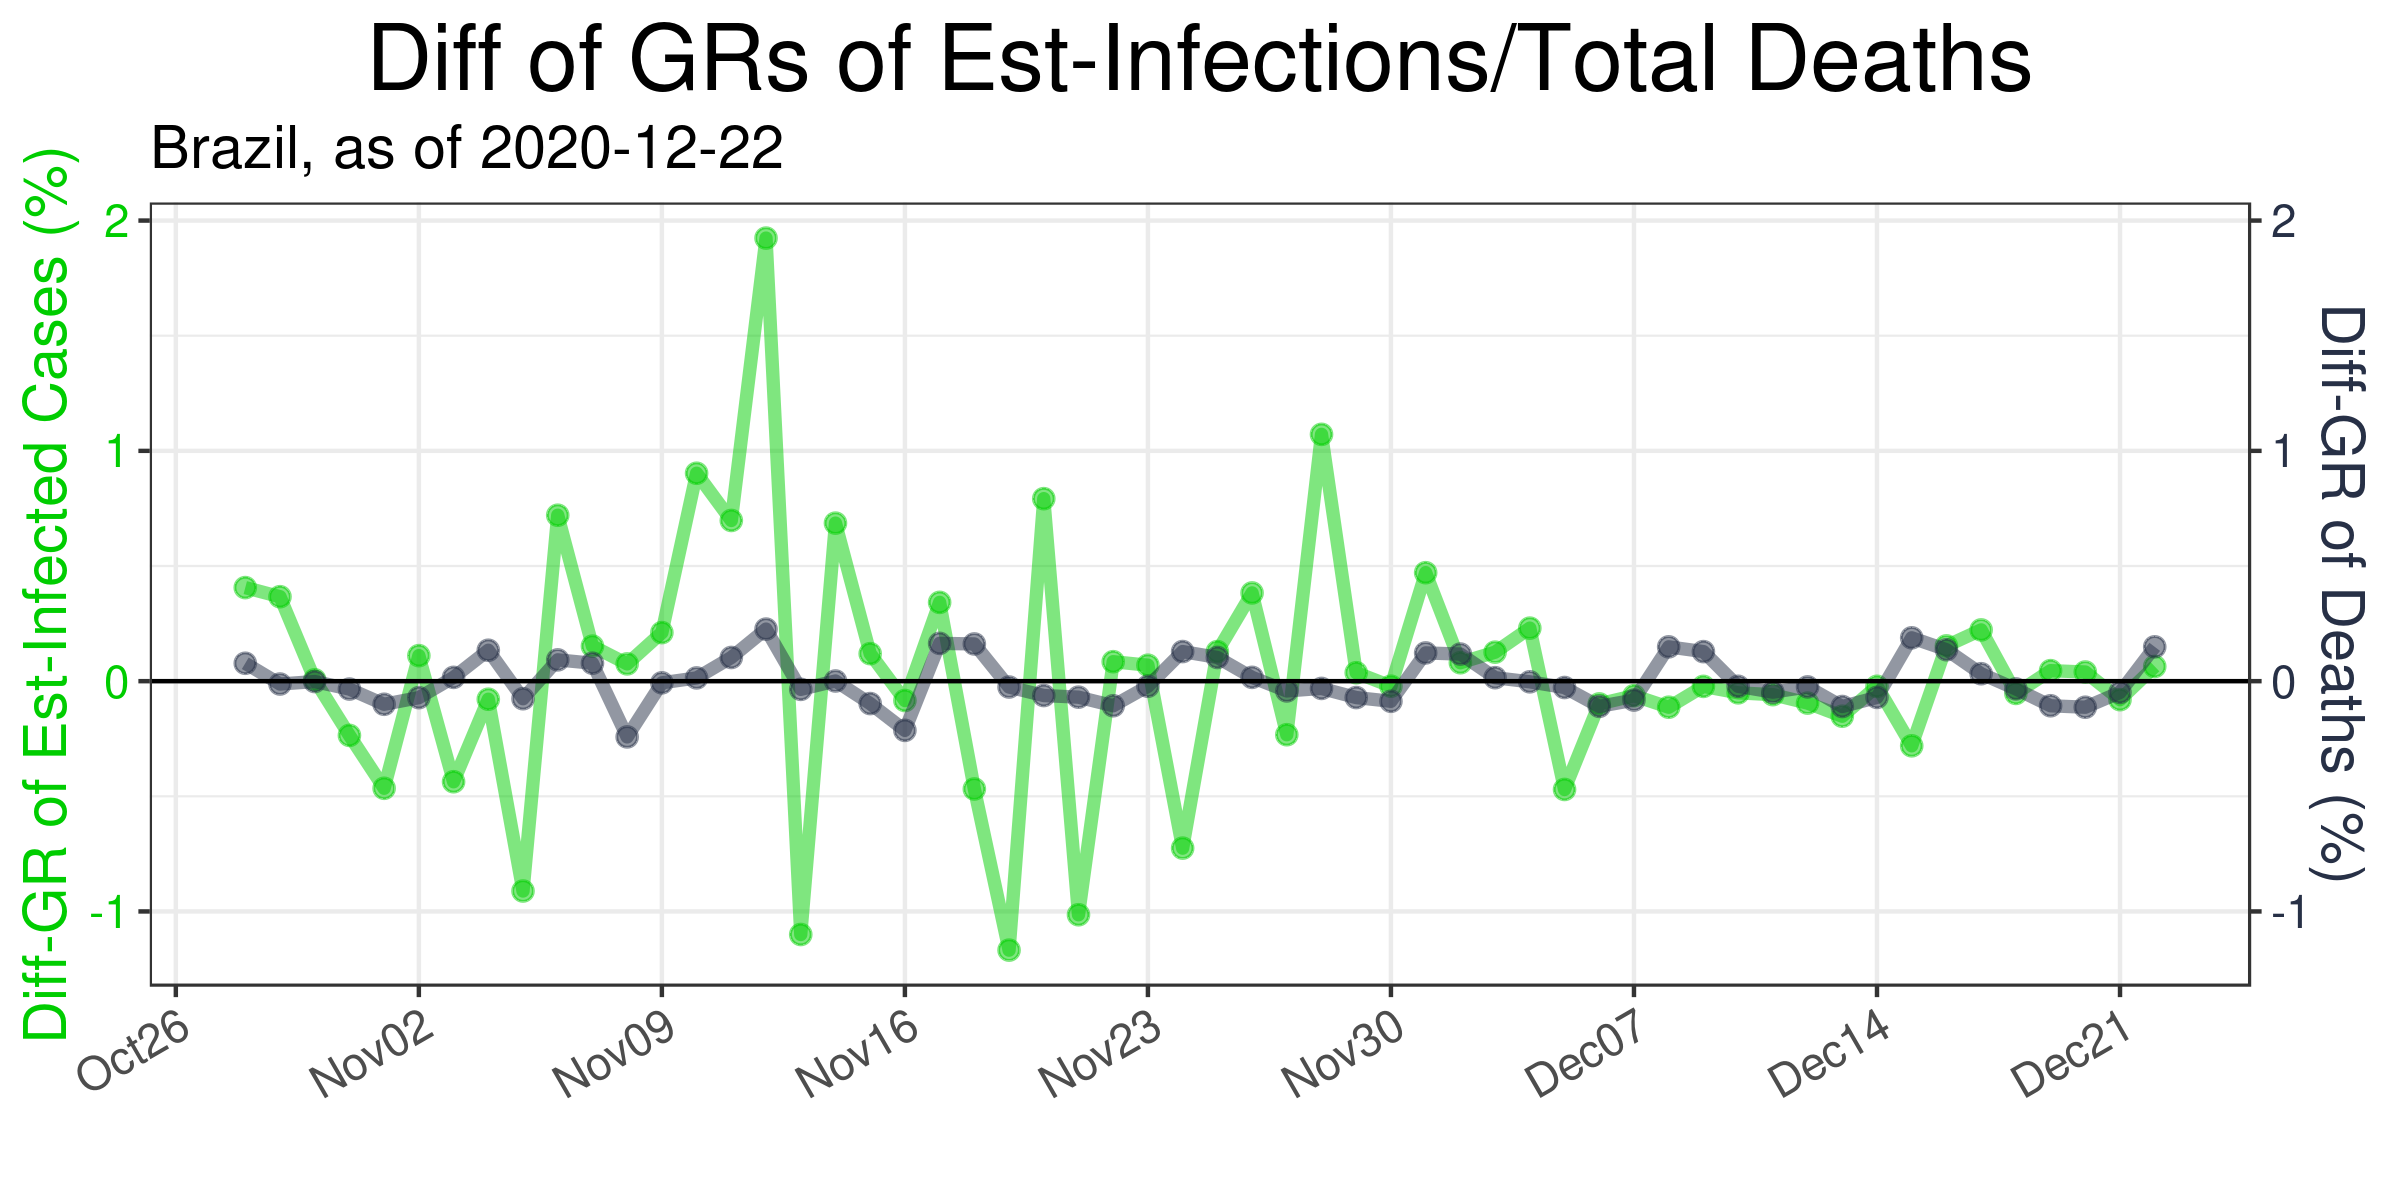 Diff of GRs of Est-Infections/Total Deaths
Brazil, as of 2020-12-22
Diff-GR of Est-Infected Cases (%)
2
1
0
-1
2
1
0
-1
Diff-GR of Deaths (%)
Oct26
Nov02
Nov09
Nov16
Nov23
Nov30
Dec07
Dec14
Dec21